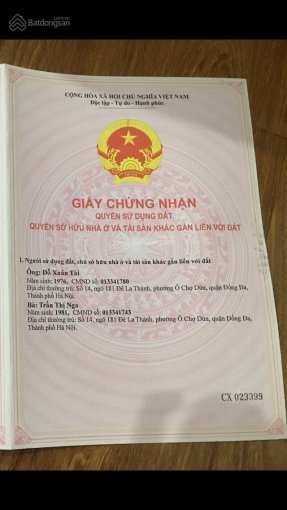 Batdongsan
CỘNG HÒA XÃ HỘI CHỦ NGHĨA VIỆT NAM
Độc lập - Tự do - Hạnh phúc
GIẤY CHỨNG NHẬN
QUYỀN SỬ DỤNG ĐẤT
QUYỀN SỞ HỮU NHÀ Ở VÀ TÀI SẢN KHÁC GẮN LIỀN VỚI ĐẤT
I. Người sử dụng đất, chủ sở hữu nhà ở và tài sản khác gắn liền với đất
Ông: Đỗ Xuân Tài
Năm sinh: 1976, CMND số: 013341780
Địa chỉ thường trú: Số 14, ngõ 181 Đê La Thành, phường Ô Chợ Dừa, quận Đống Đa,
Thành phố Hà Nội.
Bà: Trần Thị Nga
Năm sinh: 1981, CMND số: 013341743
Địa chỉ thường trú: Số 14, ngõ 181 Đê La Thành, phường Ô Chợ Dừa, quận Đống Đa,
Thành phố Hà Nội.
CX 023399
Batdongsan